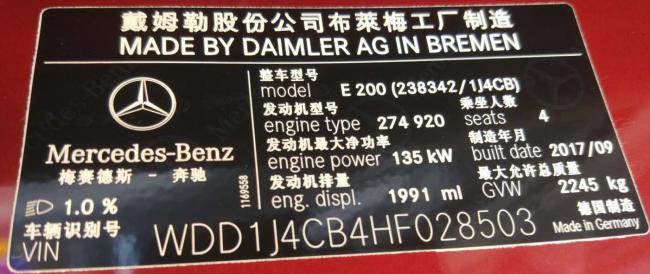 戴姆勒股份公司布莱梅工厂制造
MADE BY DAIMLER AG IN BREMEN
整车型号
model E 200 (238342/1J4CB)
发动机型号 乘坐人数
engine type 274 920 seats 4
发动机最大净功率 制造年月
engine power 135 kW built date 2017/09
发动机排量 最大允许总质量
eng. displ. 1991 ml GVW 2245 kg
Mercedes-Benz
梅赛德斯 - 奔驰
1169558
1.0 %
车辆识别号 德国制造
VIN WDD1J4CB4HF028503 Made in Germany